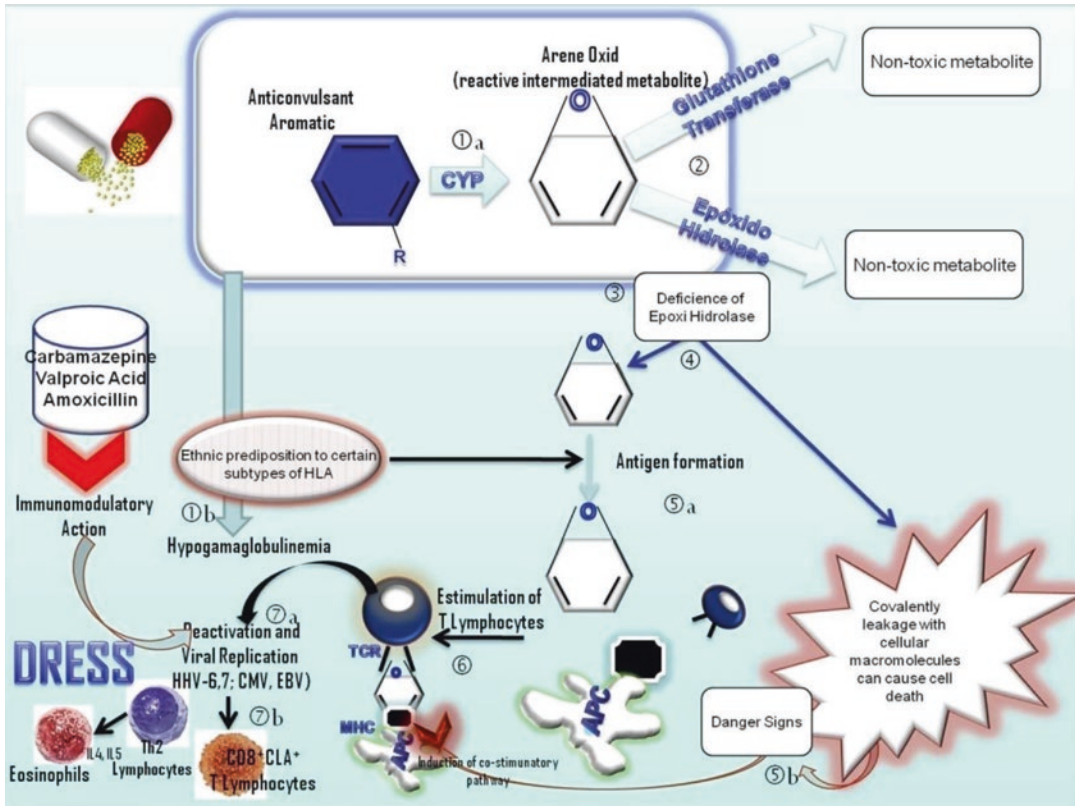 Arene Oxid
(reactive intermediated metabolite)
O
Anticonvulsant
Aromatic
①a
CYP
R
Glutathione
Transferase
②
Epóxido
Hidrolase
Non-toxic metabolite
Non-toxic metabolite
③
Deficience of
Epoxi Hidrolase
④
O
Carbamazepine
Valproic Acid
Amoxicillin
Immunomodulatory
Action
Ethnic prediposition to certain
subtypes of HLA
①b
Hypogamaglobulinemia
Antigen formation
⑤a
O
Covalently
leakage with
cellular
macromolecules
can cause cell
death
Danger Signs
⑤b
Estimulation of
T Lymphocytes
⑥
TCR
O
MHC
APC
APC
Induction of co-stimunatory
pathway
⑦a
Reactivation and
Viral Replication
HHV-6,7; CMV, EBV)
⑦b
DRESS
Eosinophils
IL4, IL5
Th2
Lymphocytes
CD8+CLA+
T Lymphocytes